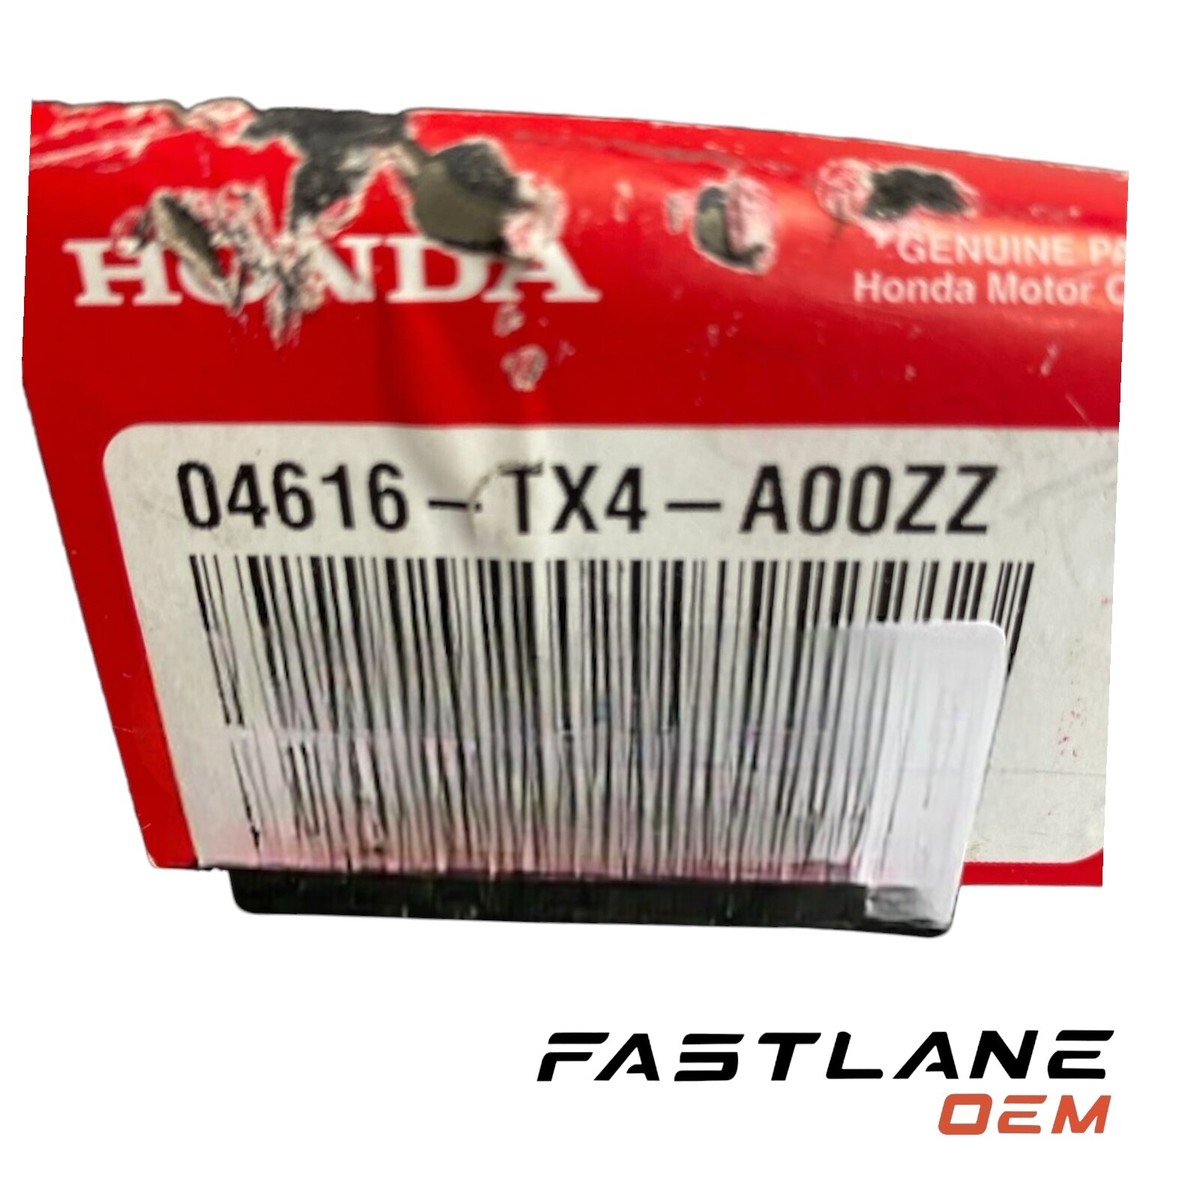 HONDA
GENUINE PA
Honda Motor C
04616-TX4-A00ZZ
FASTLANE
OEM